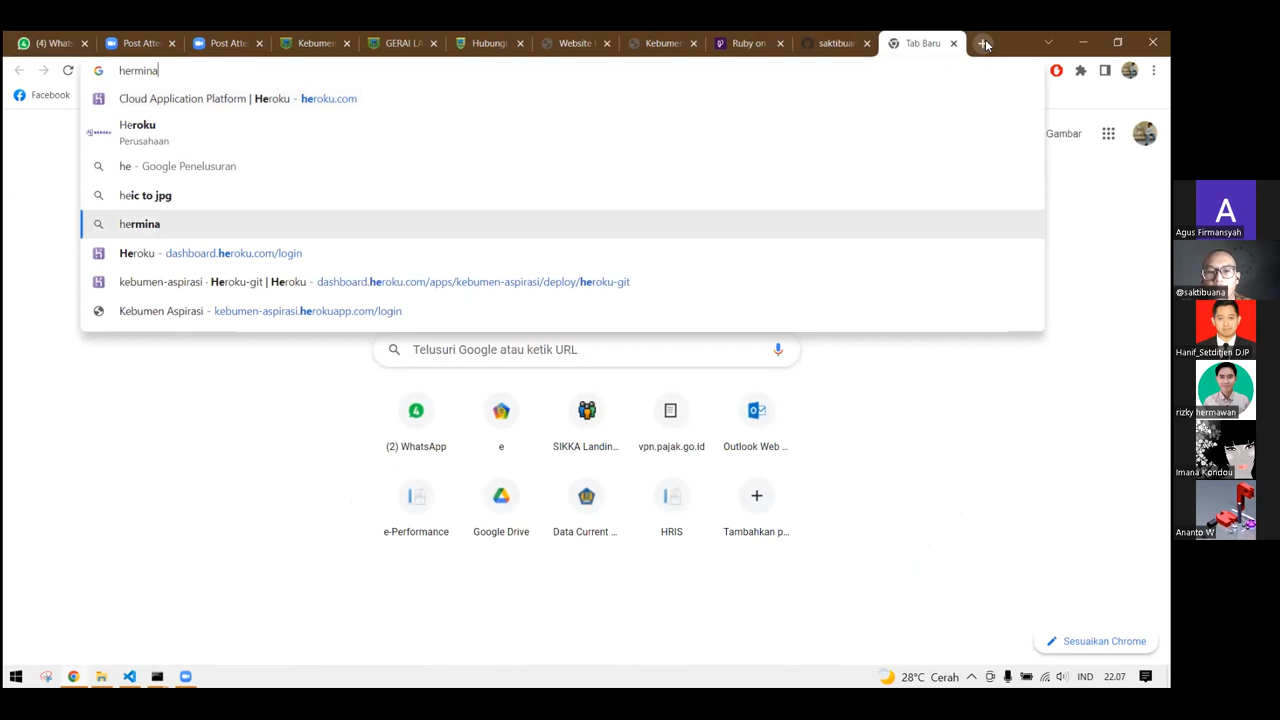 (4) Whats
Post Atte
Post Atte
Kebumen
GERAI LA
Hubungi
Website
Kebumen
Ruby on
saktibuan
Tab Baru
hermina
Facebook
Cloud Application Platform | Heroku - heroku.com
Heroku
Perusahaan
he - Google Penelusuran
heic to jpg
hermina
Heroku - dashboard.heroku.com/login
kebumen-aspirasi · Heroku-git | Heroku - dashboard.heroku.com/apps/kebumen-aspirasi/deploy/heroku-git
Kebumen Aspirasi - kebumen-aspirasi.herokuapp.com/login
Gambar
Telusuri Google atau ketik URL
(2) WhatsApp
e
SIKKA Landin...
vpn.pajak.go.id
Outlook Web ...
e-Performance
Google Drive
Data Current ...
HRIS
Tambahkan p...
Sesuaikan Chrome
28°C Cerah
IND
22.07
A
Agus Firmansyah
@saktibuana
Hanif_Setditjen DJP
rizky hermawan
Imana Kondou
Ananto W